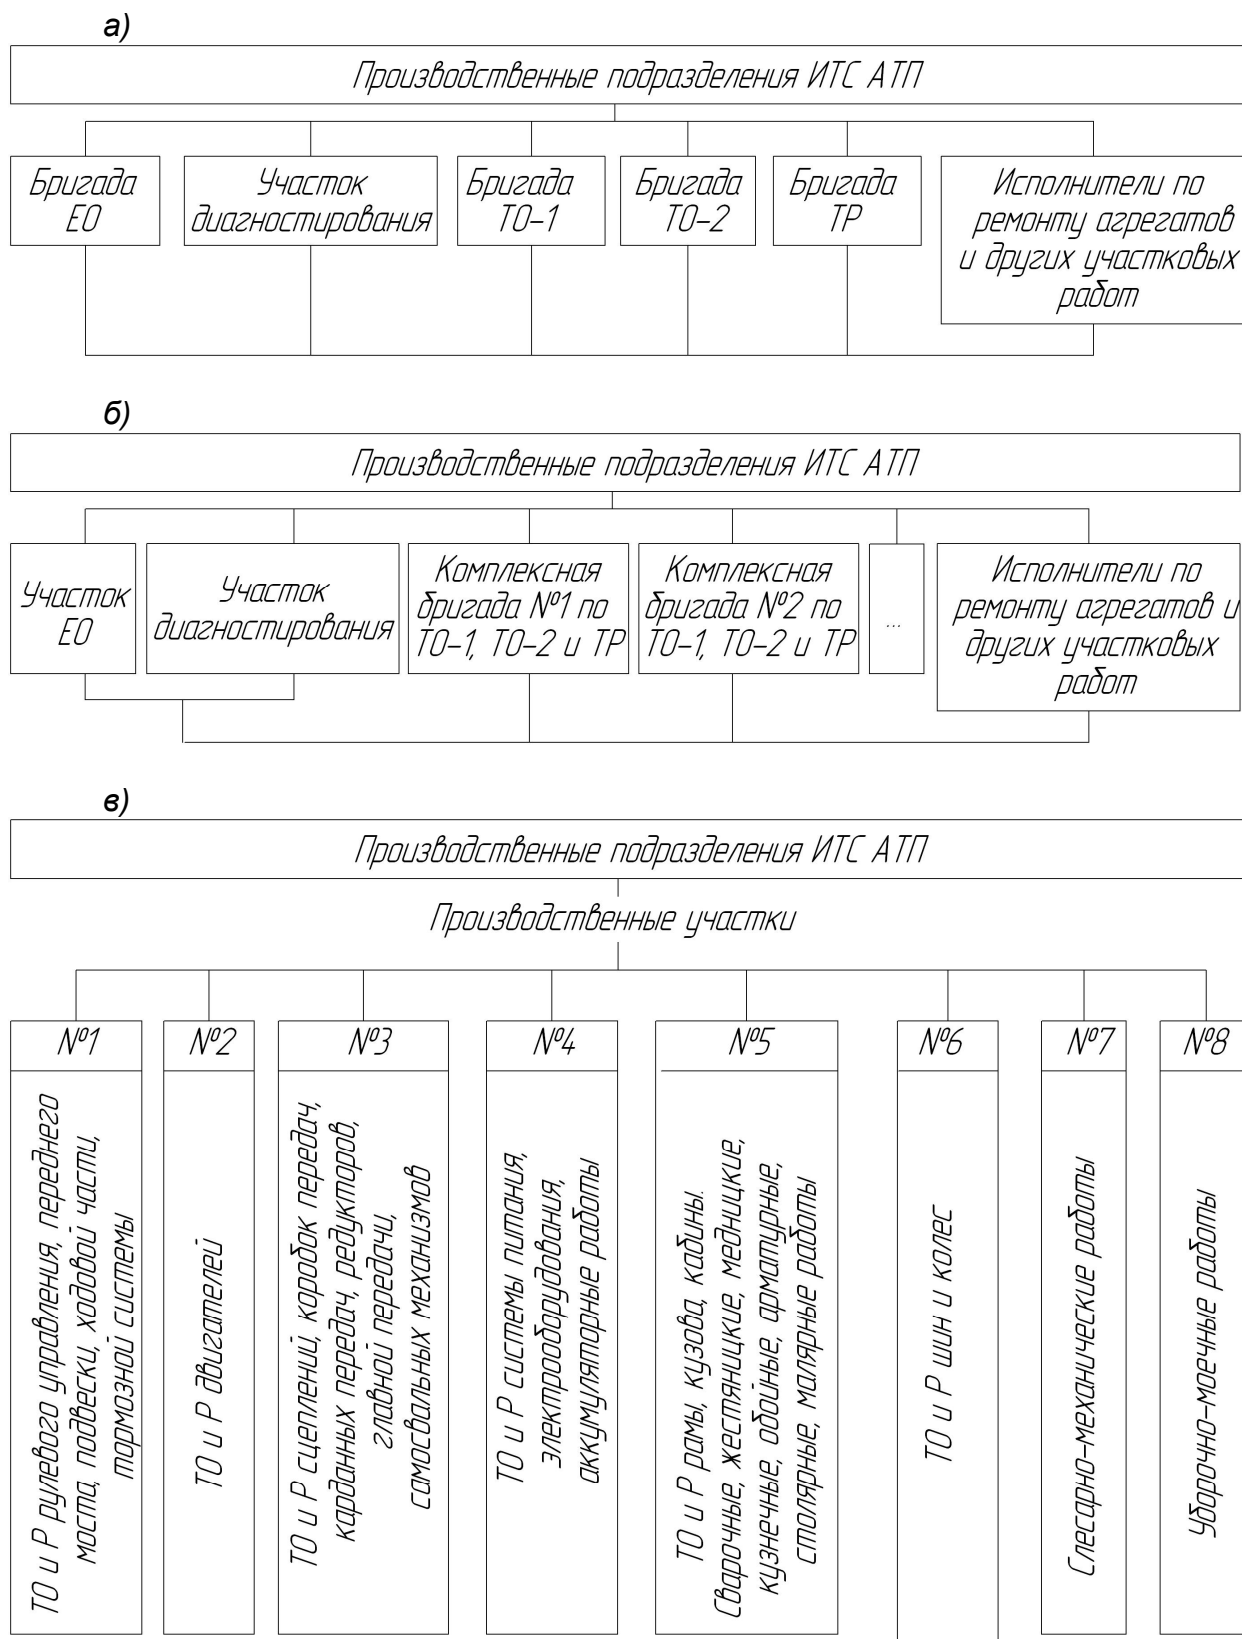 а)
Производственные подразделения ИТС АТП
Бригада
ЕО
Участок
диагностирования
Бригада
ТО-1
Бригада
ТО-2
Бригада
ТР
Исполнители по
ремонту агрегатов
и других участковых
работ
б)
Производственные подразделения ИТС АТП
Участок
ЕО
Участок
диагностирования
Комплексная
бригада №1 по
ТО-1, ТО-2 и ТР
Комплексная
бригада №2 по
ТО-1, ТО-2 и ТР
...
Исполнители по
ремонту агрегатов и
других участковых
работ
в)
Производственные подразделения ИТС АТП
Производственные участки
№1
ТО и Р рулевого управления, переднего
моста, подвески, ходовой части,
тормозной системы
№2
ТО и Р двигателей
№3
ТО и Р сцеплений, коробок передач,
карданных передач, редукторов,
главной передачи,
самосвальных механизмов
№4
ТО и Р системы питания,
электрооборудования,
аккумуляторные работы
№5
ТО и Р рамы, кузова, кабины.
Сварочные, жестяницкие, медницкие,
кузнечные, обойные, арматурные,
столярные, малярные работы
№6
ТО и Р шин и колес
№7
Слесарно-механические работы
№8
Уборочно-моечные работы